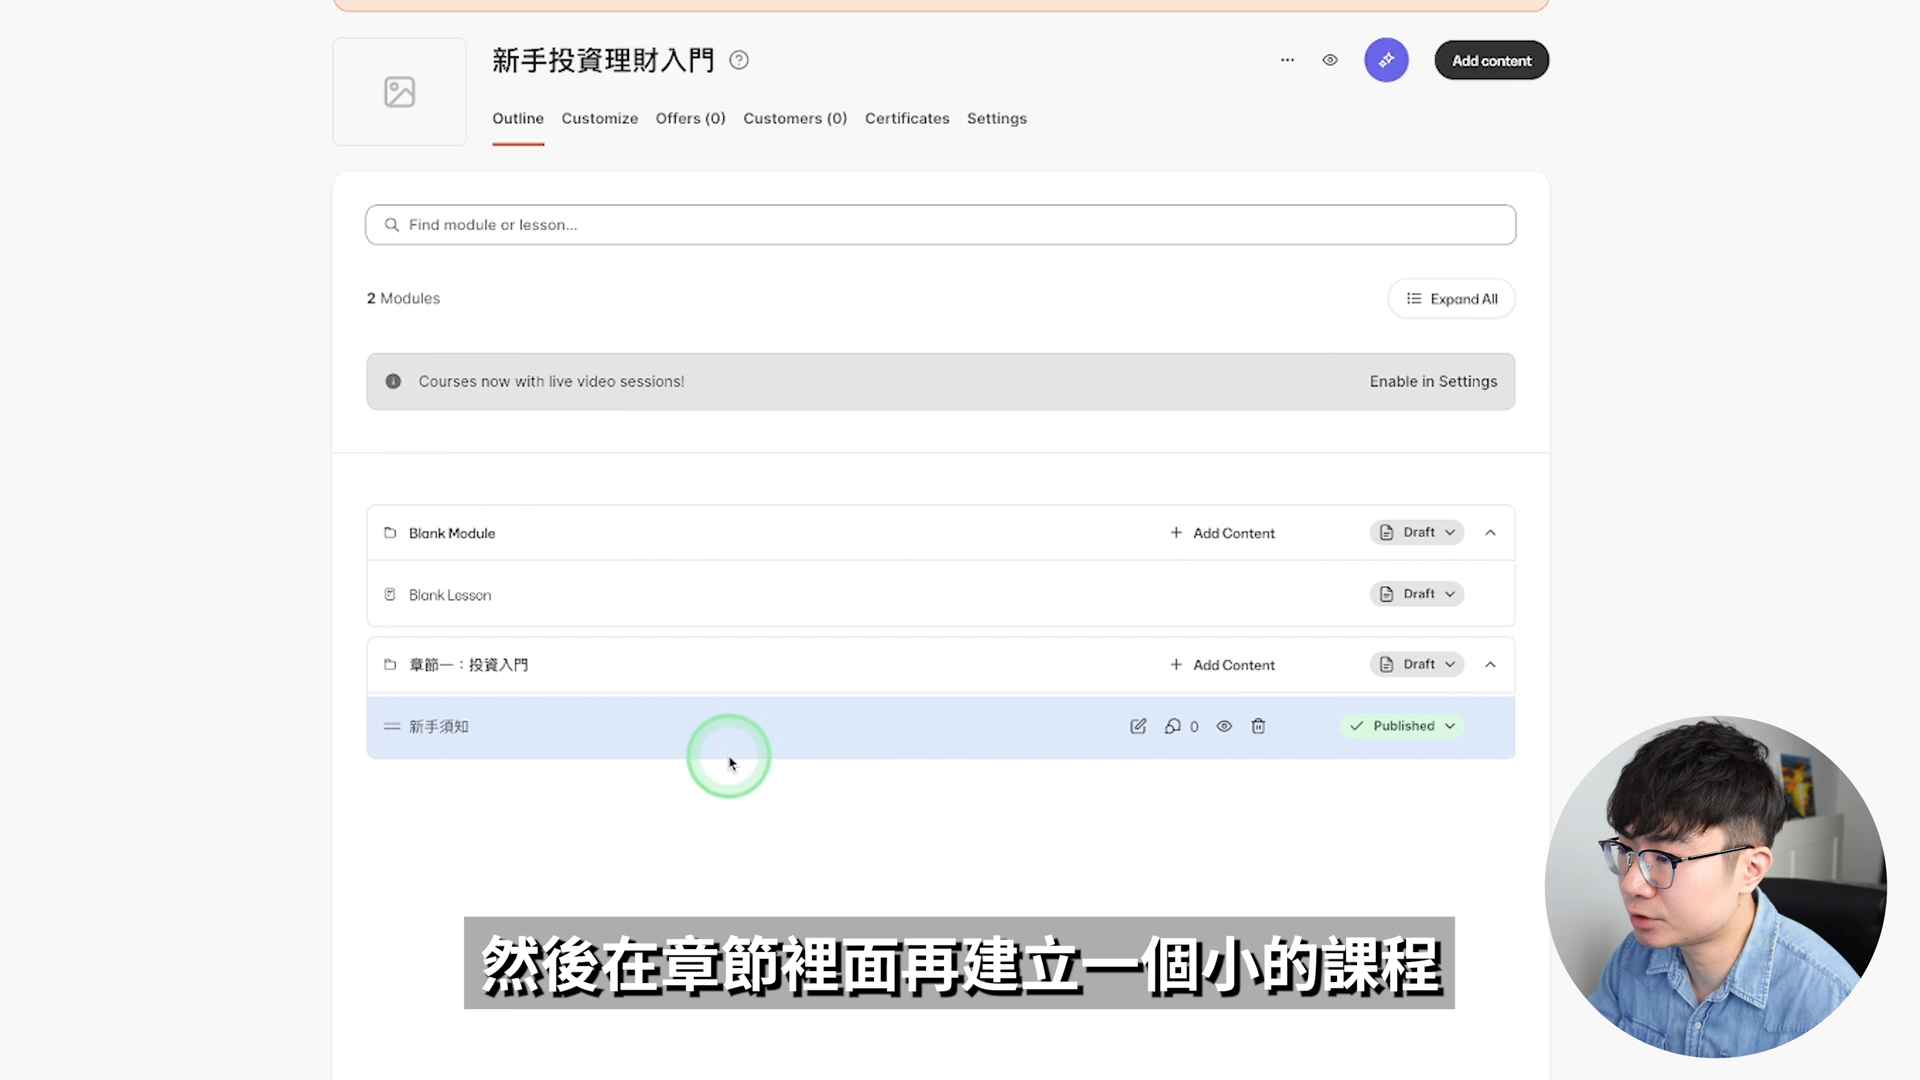 新手投資理財入門
Add content
Outline Customize Offers (0) Customers (0) Certificates Settings
Find module or lesson...
2 Modules
Expand All
Courses now with live video sessions!
Enable in Settings
Blank Module
Add Content
Draft
Blank Lesson
Draft
章節一：投資入門
Add Content
Draft
新手須知
0
Published
然後在章節裡面再建立一個小的課程